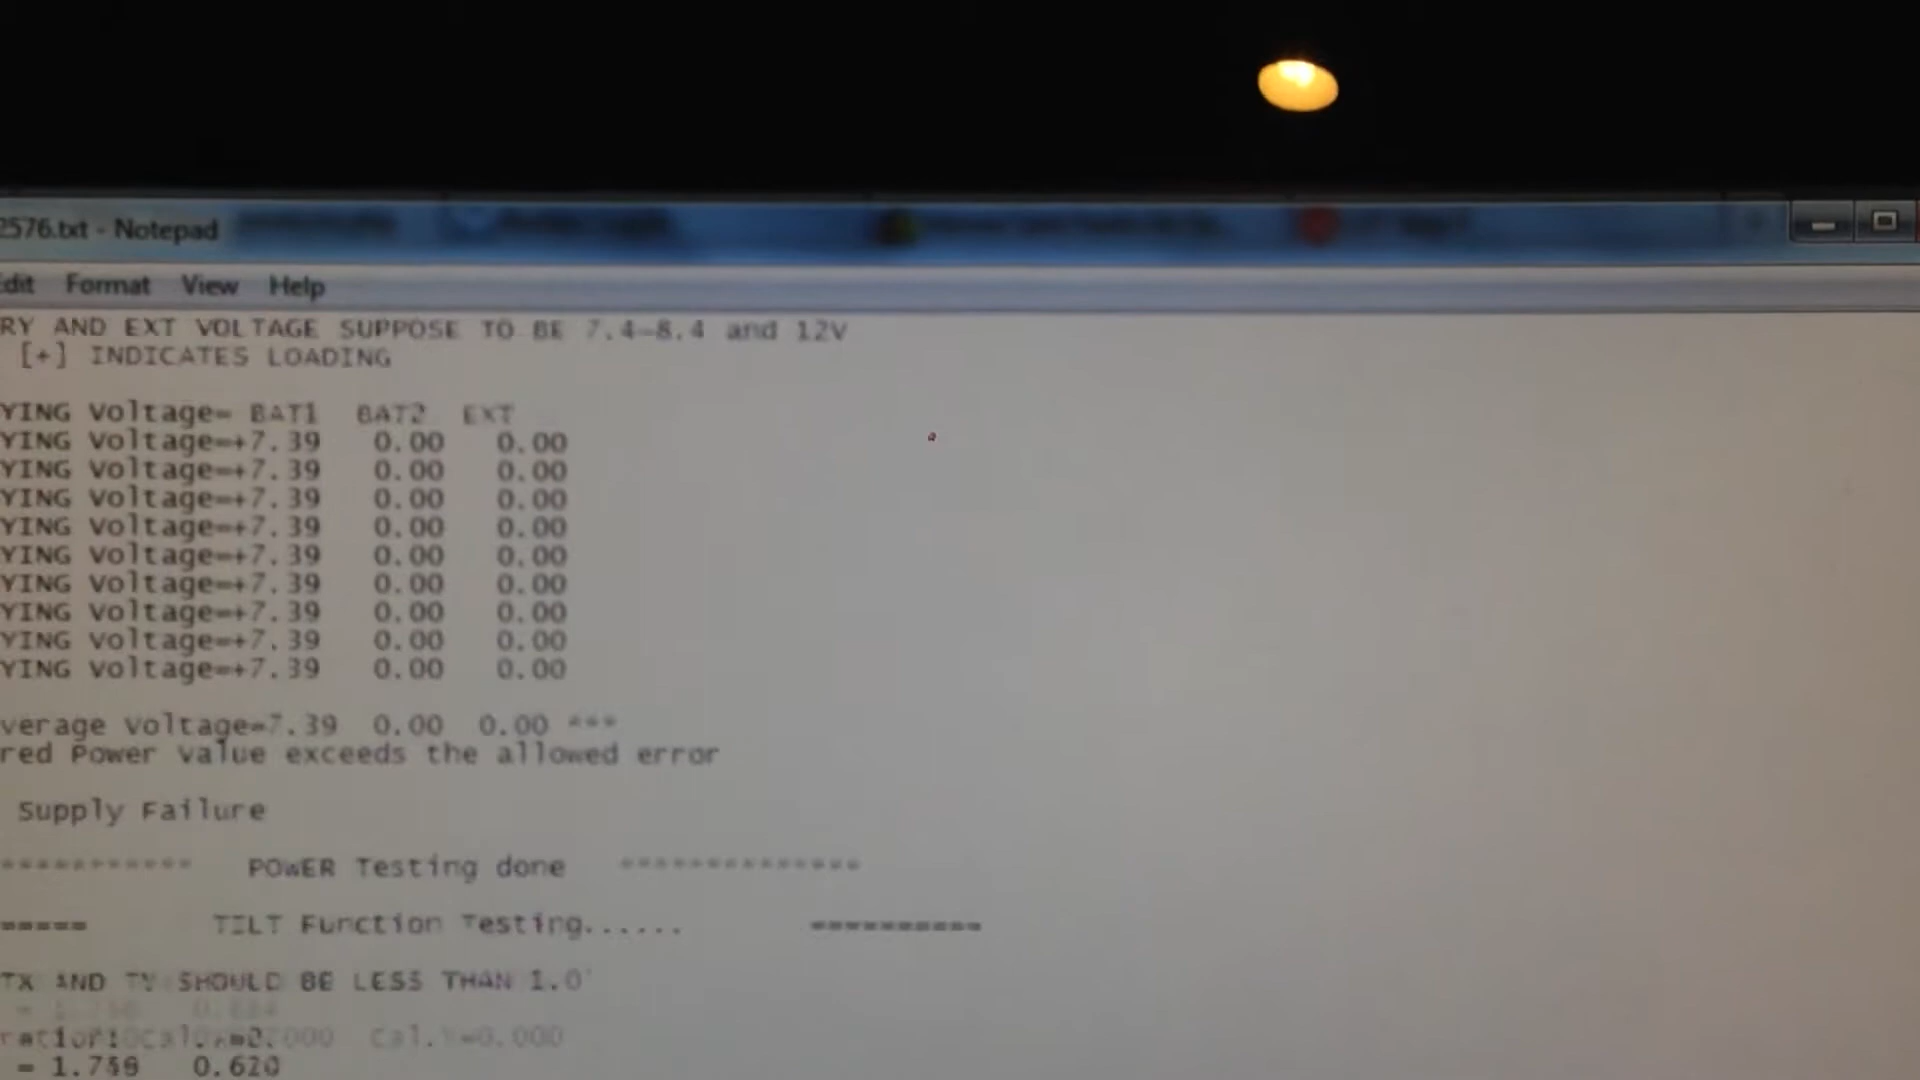 2576.txt - Notepad
Edit Format View Help
RY AND EXT VOLTAGE SUPPOSE TO BE 7.4-8.4 and 12V
[+] INDICATES LOADING
YING Voltage= BAT1 BAT2 EXT
YING Voltage=+7.39 0.00 0.00
YING Voltage=+7.39 0.00 0.00
YING Voltage=+7.39 0.00 0.00
YING Voltage=+7.39 0.00 0.00
YING Voltage=+7.39 0.00 0.00
YING Voltage=+7.39 0.00 0.00
YING Voltage=+7.39 0.00 0.00
YING Voltage=+7.39 0.00 0.00
YING Voltage=+7.39 0.00 0.00
verage Voltage=7.39 0.00 0.00 ***
red Power Value exceeds the allowed error
Supply Failure
*********** POWER Testing done **************
===== TILT Function Testing...... ==========
TX AND TY SHOULD BE LESS THAN 1.0'
= 0.620